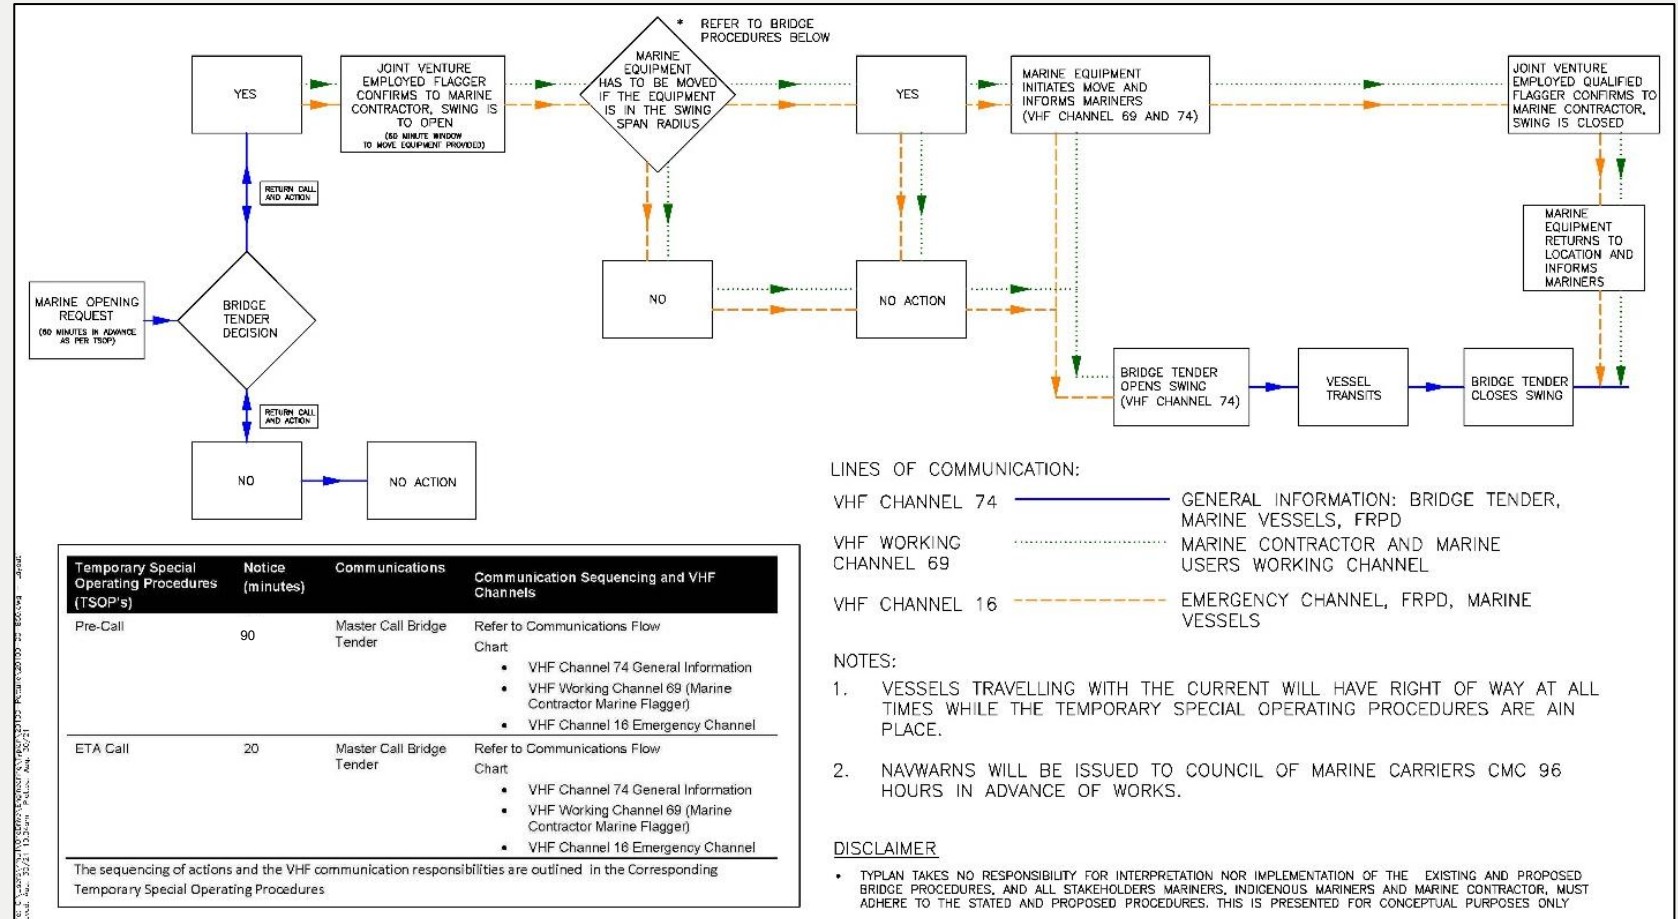 * REFER TO BRIDGE
PROCEDURES BELOW
YES
JOINT VENTURE
EMPLOYED FLAGGER
CONFIRMS TO MARINE
CONTRACTOR, SWING IS
TO OPEN
(60 MINUTE WINDOW
TO MOVE EQUIPMENT PROVIDED)
MARINE
EQUIPMENT
HAS TO BE MOVED
IF THE EQUIPMENT
IS IN THE SWING
SPAN RADIUS
YES
MARINE EQUIPMENT
INITIATES MOVE AND
INFORMS MARINERS
(VHF CHANNEL 69 AND 74)
JOINT VENTURE
EMPLOYED QUALIFIED
FLAGGER CONFIRMS TO
MARINE CONTRACTOR,
SWING IS CLOSED
RETURN CALL
AND ACTION
MARINE
EQUIPMENT
RETURNS TO
LOCATION AND
INFORMS
MARINERS
MARINE OPENING
REQUEST
(60 MINUTES IN ADVANCE
AS PER TSOP)
BRIDGE
TENDER
DECISION
NO
NO ACTION
BRIDGE TENDER
OPENS SWING
(VHF CHANNEL 74)
VESSEL
TRANSITS
BRIDGE TENDER
CLOSES SWING
RETURN CALL
AND ACTION
NO
NO ACTION
LINES OF COMMUNICATION:
VHF CHANNEL 74
GENERAL INFORMATION: BRIDGE TENDER,
MARINE VESSELS, FRPD
VHF WORKING
CHANNEL 69
MARINE CONTRACTOR AND MARINE
USERS WORKING CHANNEL
VHF CHANNEL 16
EMERGENCY CHANNEL, FRPD, MARINE
VESSELS
Temporary Special
Operating Procedures
(TSOP's)
Notice
(minutes)
Communications
Communication Sequencing and VHF
Channels
Pre-Call
90
Master Call Bridge
Tender
Refer to Communications Flow
Chart
• VHF Channel 74 General Information
• VHF Working Channel 69 (Marine
Contractor Marine Flagger)
• VHF Channel 16 Emergency Channel
ETA Call
20
Master Call Bridge
Tender
Refer to Communications Flow
Chart
• VHF Channel 74 General Information
• VHF Working Channel 69 (Marine
Contractor Marine Flagger)
• VHF Channel 16 Emergency Channel
The sequencing of actions and the VHF communication responsibilities are outlined in the Corresponding
Temporary Special Operating Procedures
NOTES:
1. VESSELS TRAVELLING WITH THE CURRENT WILL HAVE RIGHT OF WAY AT ALL
TIMES WHILE THE TEMPORARY SPECIAL OPERATING PROCEDURES ARE AIN
PLACE.
2. NAVWARNS WILL BE ISSUED TO COUNCIL OF MARINE CARRIERS CMC 96
HOURS IN ADVANCE OF WORKS.
DISCLAIMER
• TYPLAN TAKES NO RESPONSIBILITY FOR INTERPRETATION NOR IMPLEMENTATION OF THE EXISTING AND PROPOSED
BRIDGE PROCEDURES, AND ALL STAKEHOLDERS MARINERS, INDIGENOUS MARINERS AND MARINE CONTRACTOR, MUST
ADHERE TO THE STATED AND PROPOSED PROCEDURES. THIS IS PRESENTED FOR CONCEPTUAL PURPOSES ONLY